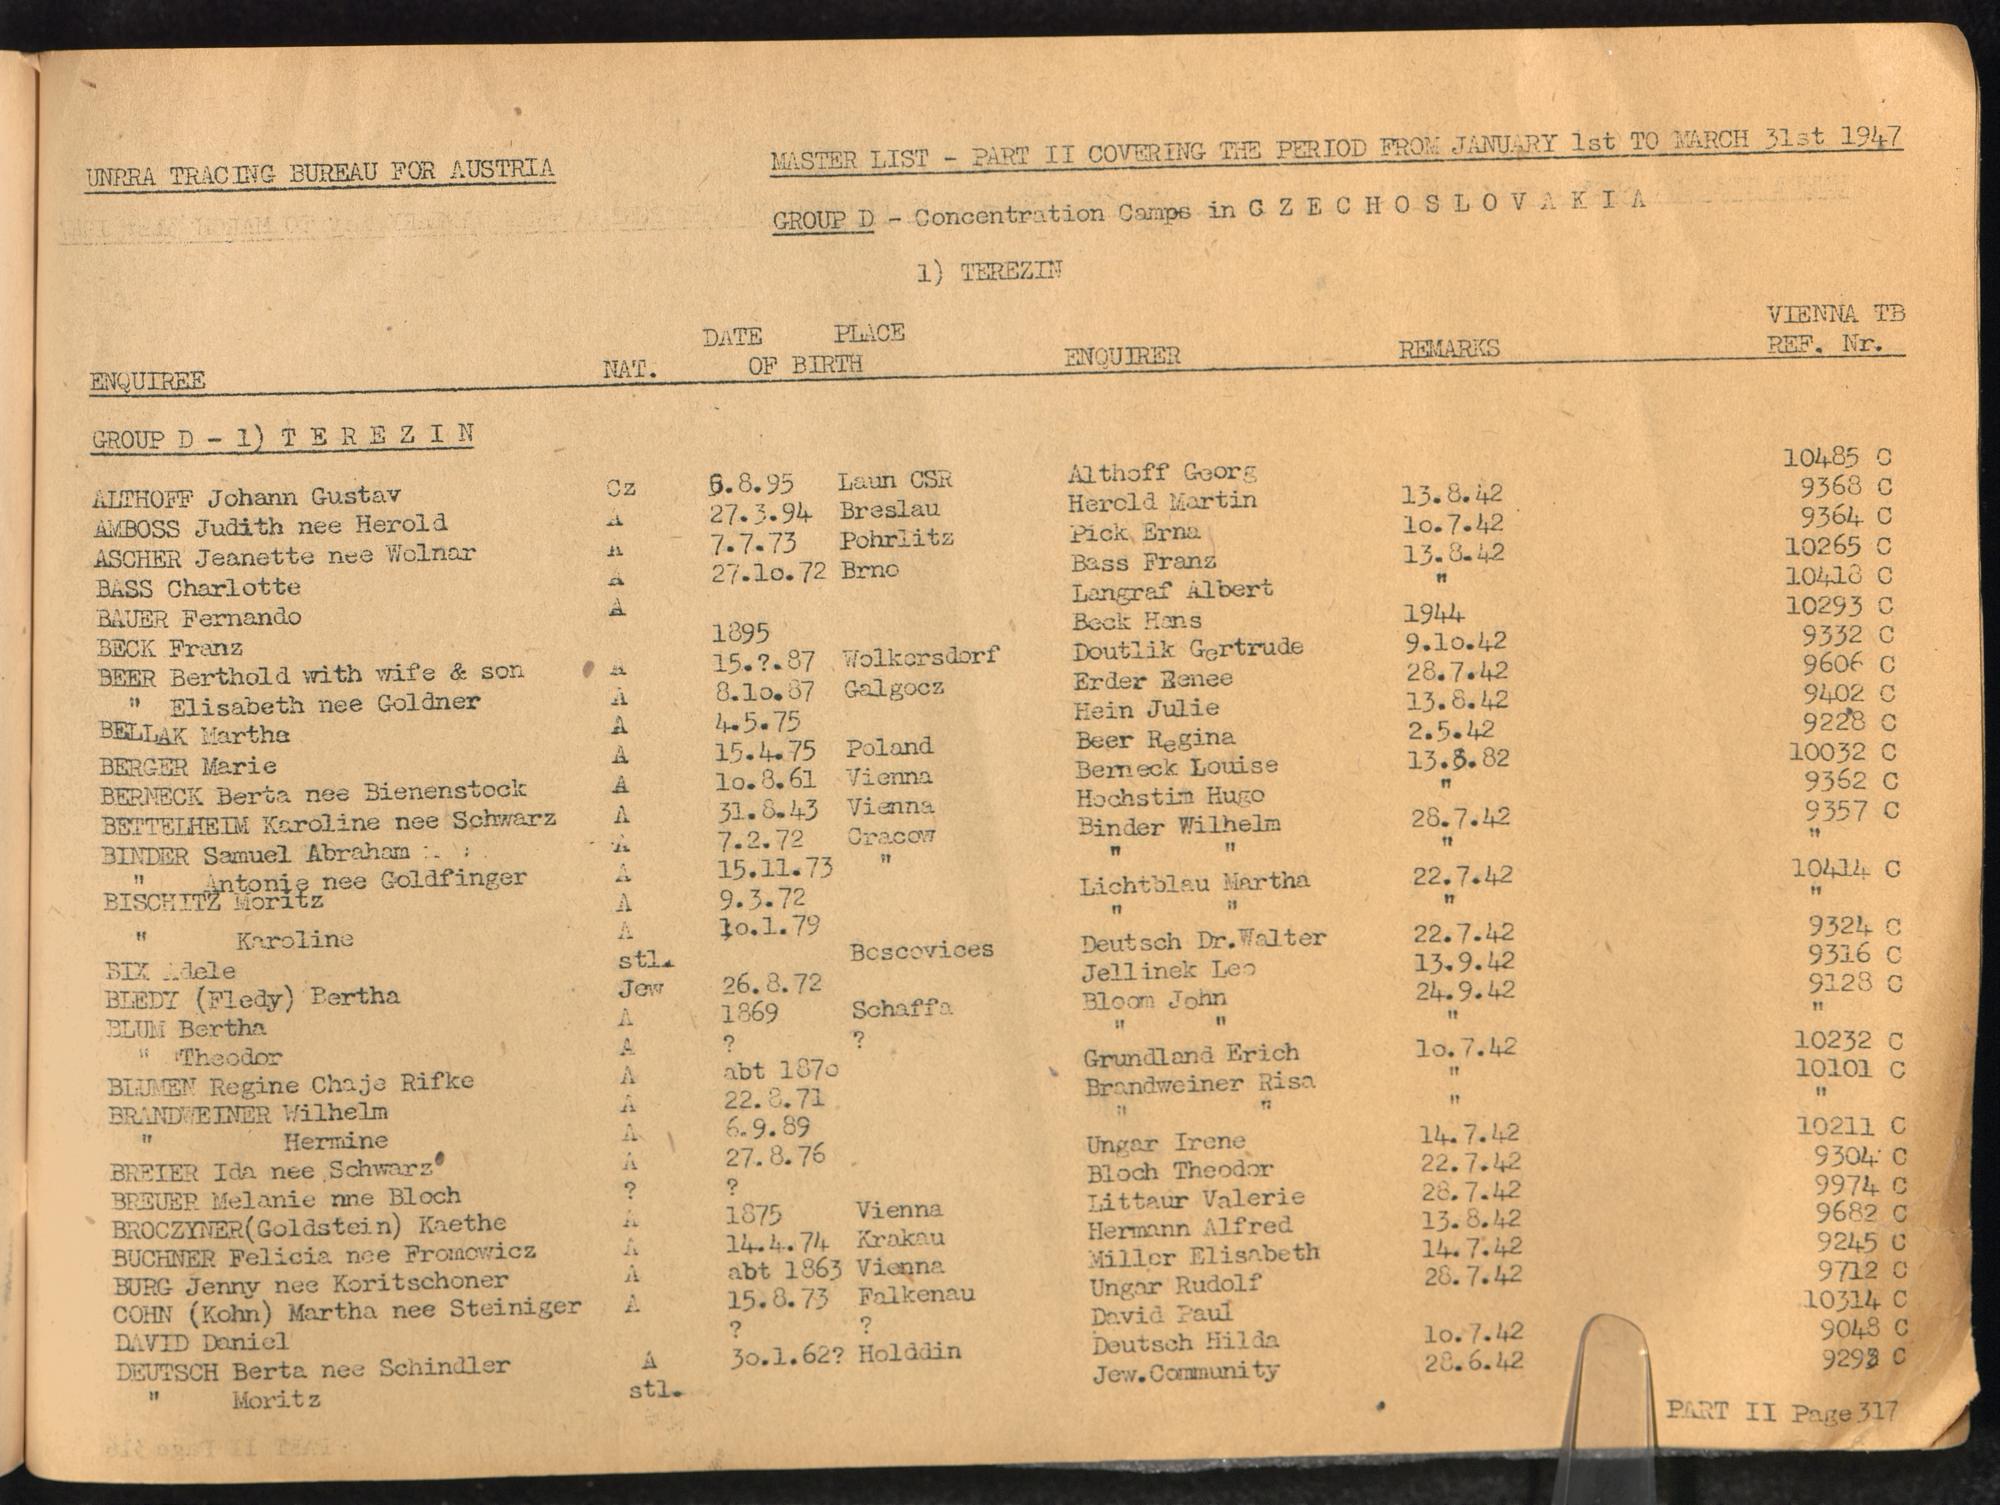 UNRRA TRACING BUREAU FOR AUSTRIA MASTER LIST - PART II COVERING THE PERIOD FROM JANUARY 1st TO MARCH 31st 1947
GROUP D - Concentration Camps in C Z E C H O S L O V A K I A
1) TEREZIN
DATE PLACE VIENNA TB
ENQUIREE NAT. OF BIRTH ENQUIRER REMARKS REF. Nr.
GROUP D - 1) T E R E Z I N
ALTHOFF Johann Gustav Cz 6.8.95 Laun CSR Althoff Georg 10485 C
AMBOSS Judith nee Herold A 27.3.94 Breslau Herold Martin 13.8.42 9368 C
ASCHER Jeanette nee Wolnar A 7.7.73 Pohrlitz Pick Erna 1o.7.42 9364 C
BASS Charlotte A 27.1o.72 Brno Bass Franz 13.8.42 10265 C
BAUER Fernando A Langraf Albert " 10418 C
BECK Franz 1895 Beck Hans 1944 10293 C
BEER Berthold with wife & son A 15.?.87 Wolkersdorf Doutlik Gertrude 9.1o.42 9332 C
" Elisabeth nee Goldner A 8.1o.87 Galgocz Erder Renee 28.7.42 9606 C
BELLAK Martha A 4.5.75 Hein Julie 13.8.42 9402 C
BERGER Marie A 15.4.75 Poland Beer Regina 2.5.42 9228 C
BERNECK Berta nee Bienenstock A 1o.8.61 Vienna Berneck Louise 13.8.82 10032 C
BETTELHEIM Karoline nee Schwarz A 31.8.43 Vienna Hochstim Hugo " 9362 C
BINDER Samuel Abraham A 7.2.72 Cracow Binder Wilhelm 28.7.42 9357 C
" Antonie nee Goldfinger A 15.11.73 " " " " "
BISCHITZ Moritz A 9.3.72 Lichtblau Martha 22.7.42 10414 C
" Karoline A 1o.1.79 " " " "
BIX Adele stl. Boscovices Deutsch Dr.Walter 22.7.42 9324 C
BLEDY (Fledy) Bertha Jew 26.8.72 Jellinek Leo 13.9.42 9316 C
BLUM Bertha A 1869 Schaffa Bloom John 24.9.42 9128 C
" Theodor A ? ? " " " "
BLUMEN Regine Chaje Rifke A abt 187o Grundland Erich 1o.7.42 10232 C
BRANDWEINER Wilhelm A 22.8.71 Brandweiner Risa " 10101 C
" Hermine A 6.9.89 " " " "
BREIER Ida nee Schwarz A 27.8.76 Ungar Irene 14.7.42 10211 C
BREUER Melanie nne Bloch A ? Bloch Theodor 22.7.42 9304 C
BROCZYNER(Goldstein) Kaethe ? 1875 Vienna Littaur Valerie 28.7.42 9974 C
BUCHNER Felicia nee Fromowicz A 14.4.74 Krakau Hermann Alfred 13.8.42 9682 C
BURG Jenny nee Koritschoner A abt 1863 Vienna Miller Elisabeth 14.7.42 9245 C
COHN (Kohn) Martha nee Steiniger A 15.8.73 Falkenau Ungar Rudolf 28.7.42 9712 C
DAVID Daniel ? ? David Paul 10314 C
DEUTSCH Berta nee Schindler A 3o.1.62? Holddin Deutsch Hilda 1o.7.42 9048 C
" Moritz stl. Jew.Community 28.6.42 9293 C
PART II Page 317